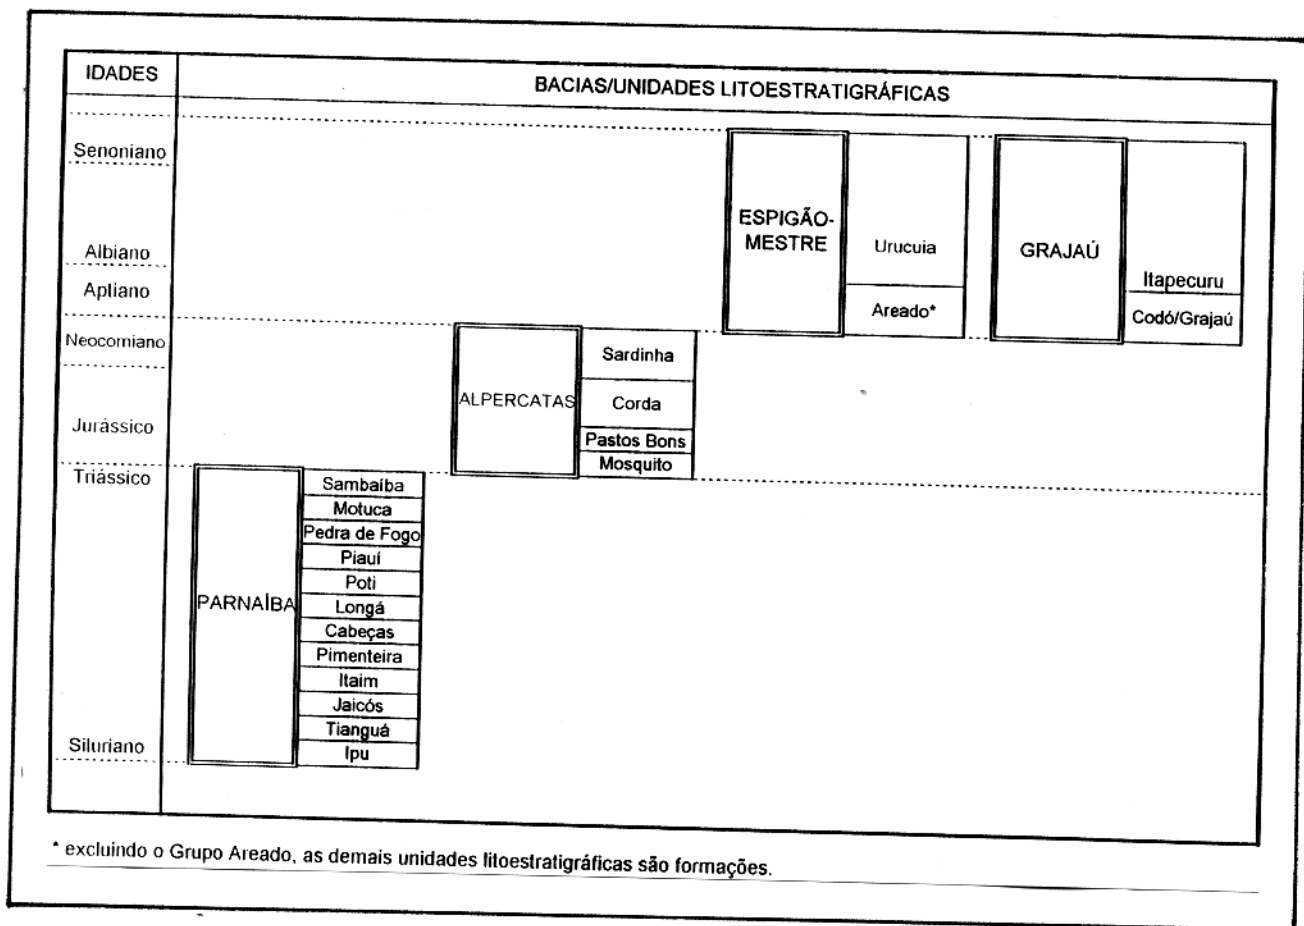 IDADES
BACIAS/UNIDADES LITOESTRATIGRÁFICAS
Senoniano
Albiano
Apliano
Neocomiano
Jurássico
Triássico
Siluriano
PARNAÍBA
Sambaíba
Motuca
Pedra de Fogo
Piauí
Poti
Longá
Cabeças
Pimenteira
Itaim
Jaicós
Tianguá
Ipu
ALPERCATAS
Sardinha
Corda
Pastos Bons
Mosquito
ESPIGÃO-
MESTRE
Urucuia
Areado*
GRAJAÚ
Itapecuru
Codó/Grajaú
* excluindo o Grupo Areado, as demais unidades litoestratigráficas são formações.